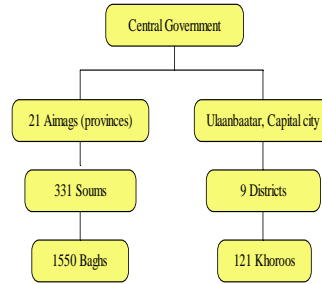 Central Government
21 Aimags (provinces)
Ulaanbaatar, Capital city
331 Soums
9 Districts
1550 Baghs
121 Khoroos